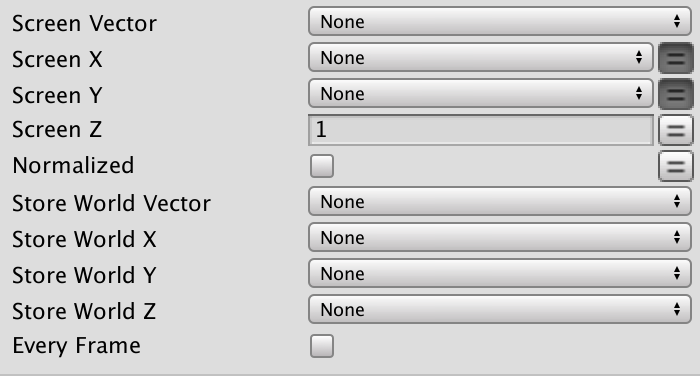 Screen Vector None
Screen X None
Screen Y None
Screen Z 1
Normalized
Store World Vector None
Store World X None
Store World Y None
Store World Z None
Every Frame